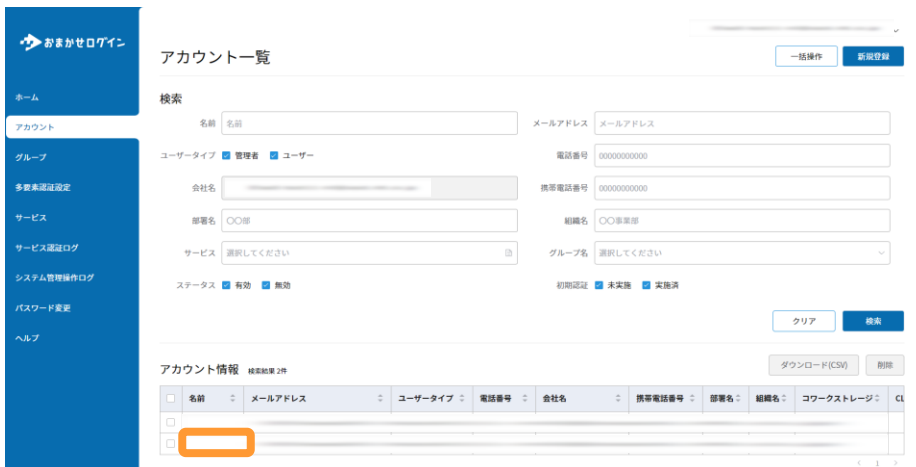 おまかせログイン
アカウント一覧
一括操作
新規登録
ホーム
アカウント
グループ
多要素認証設定
サービス
サービス認証ログ
システム管理操作ログ
パスワード変更
ヘルプ
検索
名前 名前
メールアドレス メールアドレス
ユーザータイプ 管理者 ユーザー
電話番号 00000000000
会社名
携帯電話番号 00000000000
部署名 〇〇部
組織名 〇〇事業部
サービス 選択してください
グループ名 選択してください
ステータス 有効 無効
初期認証 未実施 実施済
クリア 検索
アカウント情報 検索結果 2件
ダウンロード(CSV) 削除
名前 メールアドレス ユーザータイプ 電話番号 会社名 携帯電話番号 部署名 組織名 コワークストレージ CL
< 1 >